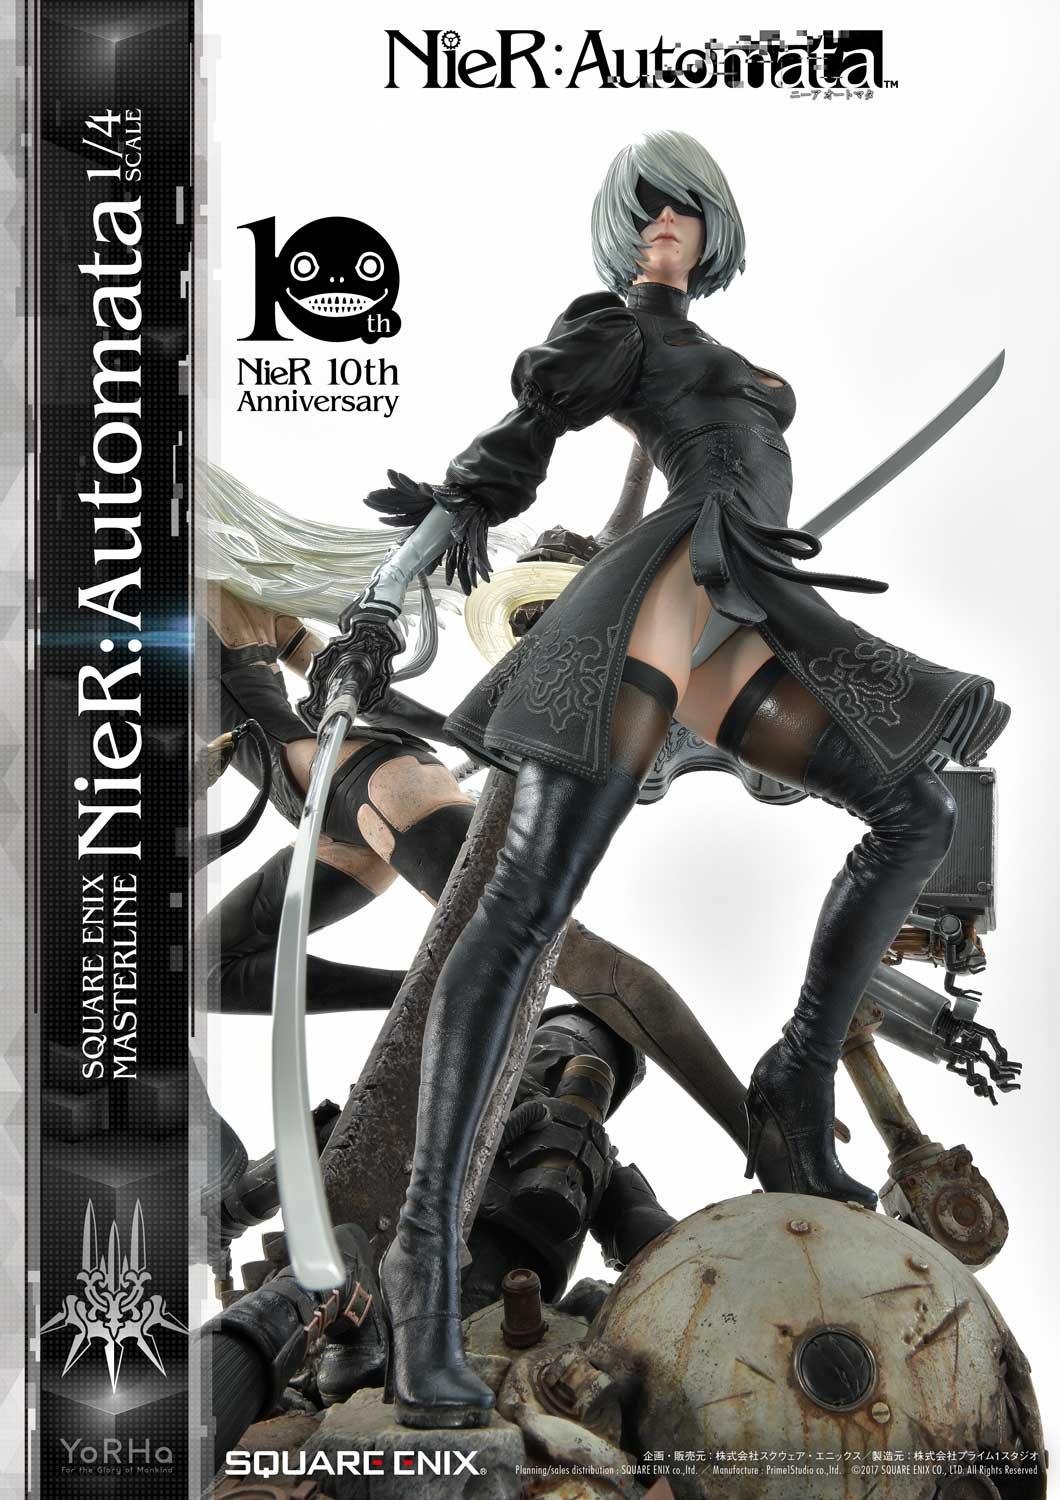 NieR:Automata™
ニーア オートマタ
10th
NieR 10th
Anniversary
SQUARE ENIX
MASTERLINE
NieR:Automata 1/4
SCALE
YoRHa
For the Glory of Mankind
SQUARE ENIX®
企画・販売元：株式会社スクウェア・エニックス／製造元：株式会社プライム1スタジオ
Planning/sales distribution : SQUARE ENIX co.,ltd. ／ Manufacture : Prime1Studio co.,ltd. ©2017 SQUARE ENIX CO., LTD. All Rights Reserved